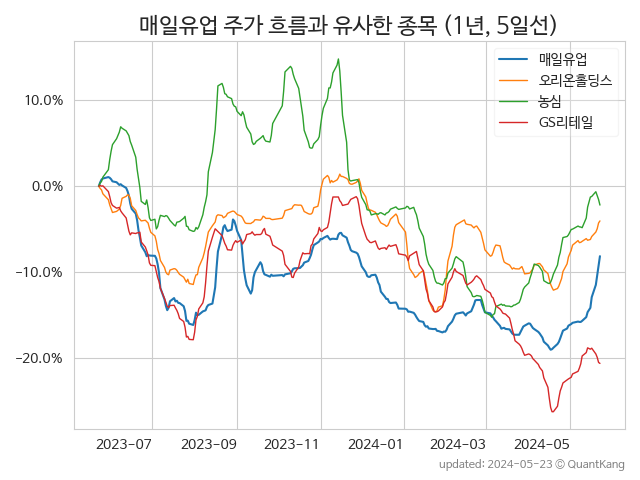 매일유업 주가 흐름과 유사한 종목 (1년, 5일선)
매일유업
오리온홀딩스
농심
GS리테일
10.0%
0.0%
−10.0%
−20.0%
2023-07 2023-09 2023-11 2024-01 2024-03 2024-05
updated: 2024-05-23 © QuantKang